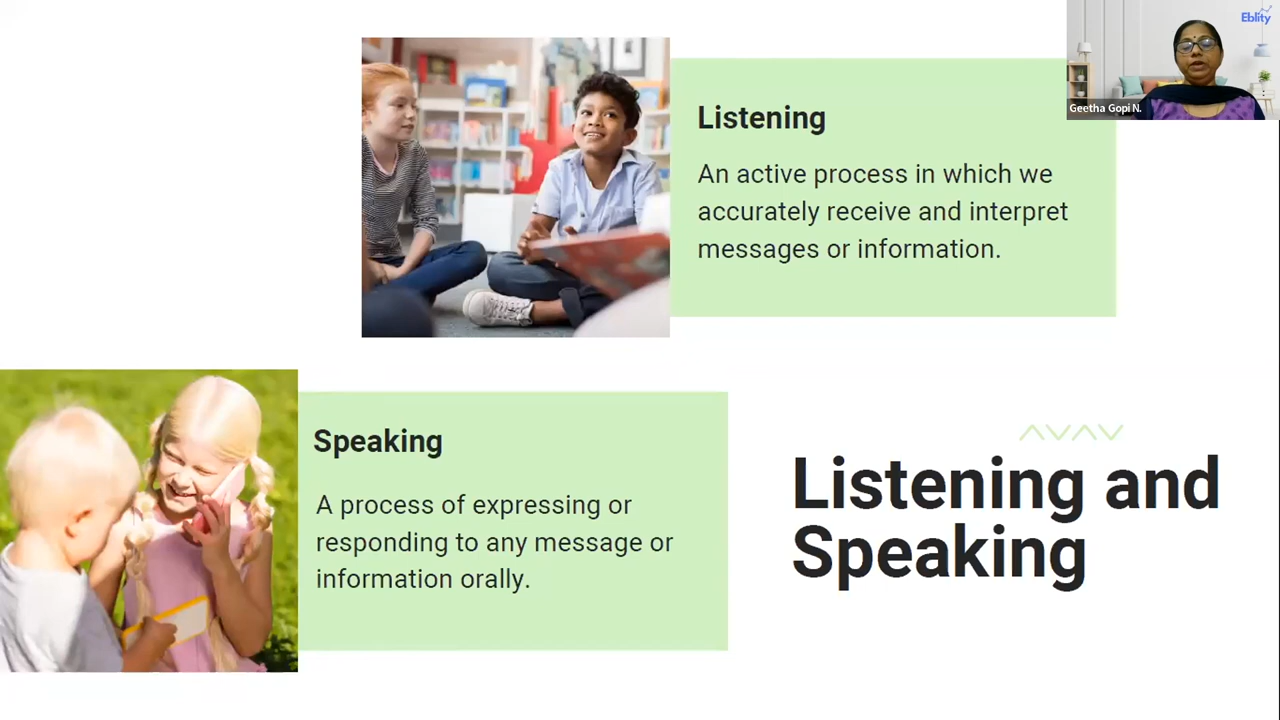 Eblity
Geetha Gopi N.
Listening
An active process in which we
accurately receive and interpret
messages or information.
Speaking
A process of expressing or
responding to any message or
information orally.
Listening and
Speaking